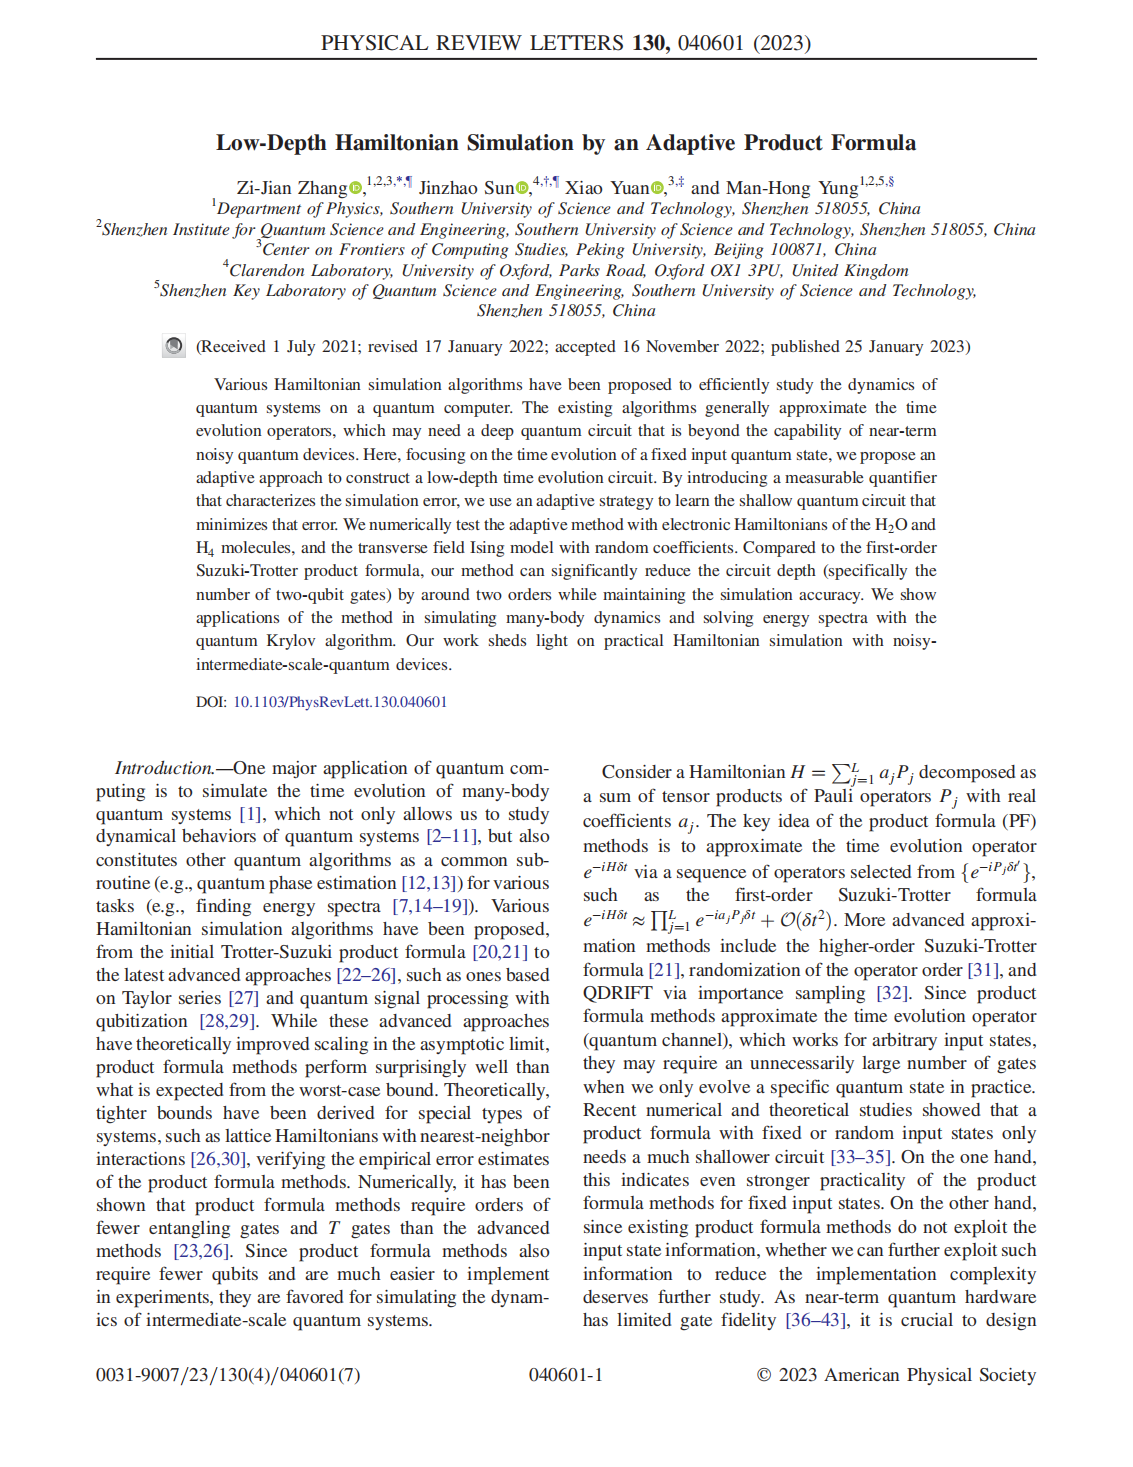 PHYSICAL REVIEW LETTERS 130, 040601 (2023)
Low-Depth Hamiltonian Simulation by an Adaptive Product Formula
Zi-Jian Zhang,1,2,3,*,¶ Jinzhao Sun,4,†,¶ Xiao Yuan,3,‡ and Man-Hong Yung1,2,5,§
1Department of Physics, Southern University of Science and Technology, Shenzhen 518055, China
2Shenzhen Institute for Quantum Science and Engineering, Southern University of Science and Technology, Shenzhen 518055, China
3Center on Frontiers of Computing Studies, Peking University, Beijing 100871, China
4Clarendon Laboratory, University of Oxford, Parks Road, Oxford OX1 3PU, United Kingdom
5Shenzhen Key Laboratory of Quantum Science and Engineering, Southern University of Science and Technology,
Shenzhen 518055, China
(Received 1 July 2021; revised 17 January 2022; accepted 16 November 2022; published 25 January 2023)
Various Hamiltonian simulation algorithms have been proposed to efficiently study the dynamics of
quantum systems on a quantum computer. The existing algorithms generally approximate the time
evolution operators, which may need a deep quantum circuit that is beyond the capability of near-term
noisy quantum devices. Here, focusing on the time evolution of a fixed input quantum state, we propose an
adaptive approach to construct a low-depth time evolution circuit. By introducing a measurable quantifier
that characterizes the simulation error, we use an adaptive strategy to learn the shallow quantum circuit that
minimizes that error. We numerically test the adaptive method with electronic Hamiltonians of the H2O and
H4 molecules, and the transverse field Ising model with random coefficients. Compared to the first-order
Suzuki-Trotter product formula, our method can significantly reduce the circuit depth (specifically the
number of two-qubit gates) by around two orders while maintaining the simulation accuracy. We show
applications of the method in simulating many-body dynamics and solving energy spectra with the
quantum Krylov algorithm. Our work sheds light on practical Hamiltonian simulation with noisy-
intermediate-scale-quantum devices.
DOI: 10.1103/PhysRevLett.130.040601
Introduction.—One major application of quantum com-
puting is to simulate the time evolution of many-body
quantum systems [1], which not only allows us to study
dynamical behaviors of quantum systems [2–11], but also
constitutes other quantum algorithms as a common sub-
routine (e.g., quantum phase estimation [12,13]) for various
tasks (e.g., finding energy spectra [7,14–19]). Various
Hamiltonian simulation algorithms have been proposed,
from the initial Trotter-Suzuki product formula [20,21] to
the latest advanced approaches [22–26], such as ones based
on Taylor series [27] and quantum signal processing with
qubitization [28,29]. While these advanced approaches
have theoretically improved scaling in the asymptotic limit,
product formula methods perform surprisingly well than
what is expected from the worst-case bound. Theoretically,
tighter bounds have been derived for special types of
systems, such as lattice Hamiltonians with nearest-neighbor
interactions [26,30], verifying the empirical error estimates
of the product formula methods. Numerically, it has been
shown that product formula methods require orders of
fewer entangling gates and T gates than the advanced
methods [23,26]. Since product formula methods also
require fewer qubits and are much easier to implement
in experiments, they are favored for simulating the dynam-
ics of intermediate-scale quantum systems.
Consider a Hamiltonian H = ∑_{j=1}^{L} a_j P_j decomposed as
a sum of tensor products of Pauli operators P_j with real
coefficients a_j. The key idea of the product formula (PF)
methods is to approximate the time evolution operator
e^{−iHδt} via a sequence of operators selected from {e^{−iP_jδt′}},
such as the first-order Suzuki-Trotter formula
e^{−iHδt} ≈ ∏_{j=1}^{L} e^{−ia_jP_jδt} + O(δt²). More advanced approxi-
mation methods include the higher-order Suzuki-Trotter
formula [21], randomization of the operator order [31], and
QDRIFT via importance sampling [32]. Since product
formula methods approximate the time evolution operator
(quantum channel), which works for arbitrary input states,
they may require an unnecessarily large number of gates
when we only evolve a specific quantum state in practice.
Recent numerical and theoretical studies showed that a
product formula with fixed or random input states only
needs a much shallower circuit [33–35]. On the one hand,
this indicates even stronger practicality of the product
formula methods for fixed input states. On the other hand,
since existing product formula methods do not exploit the
input state information, whether we can further exploit such
information to reduce the implementation complexity
deserves further study. As near-term quantum hardware
has limited gate fidelity [36–43], it is crucial to design
0031-9007/23/130(4)/040601(7)
040601-1
© 2023 American Physical Society